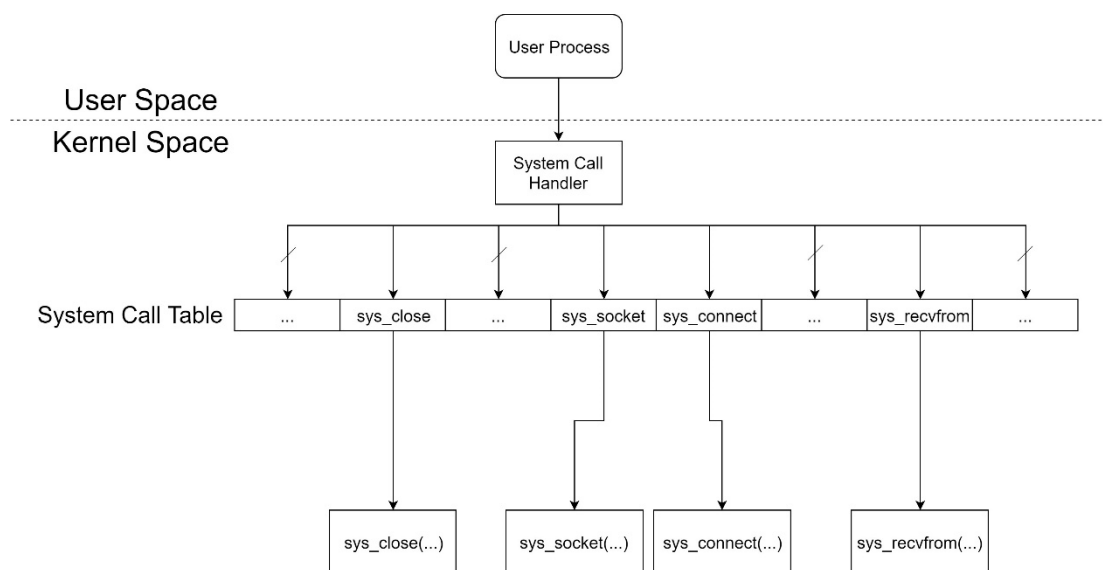 User Process
User Space
Kernel Space
System Call
Handler
System Call Table
... sys_close ... sys_socket sys_connect ... sys_recvfrom ...
sys_close(...) sys_socket(...) sys_connect(...) sys_recvfrom(...)